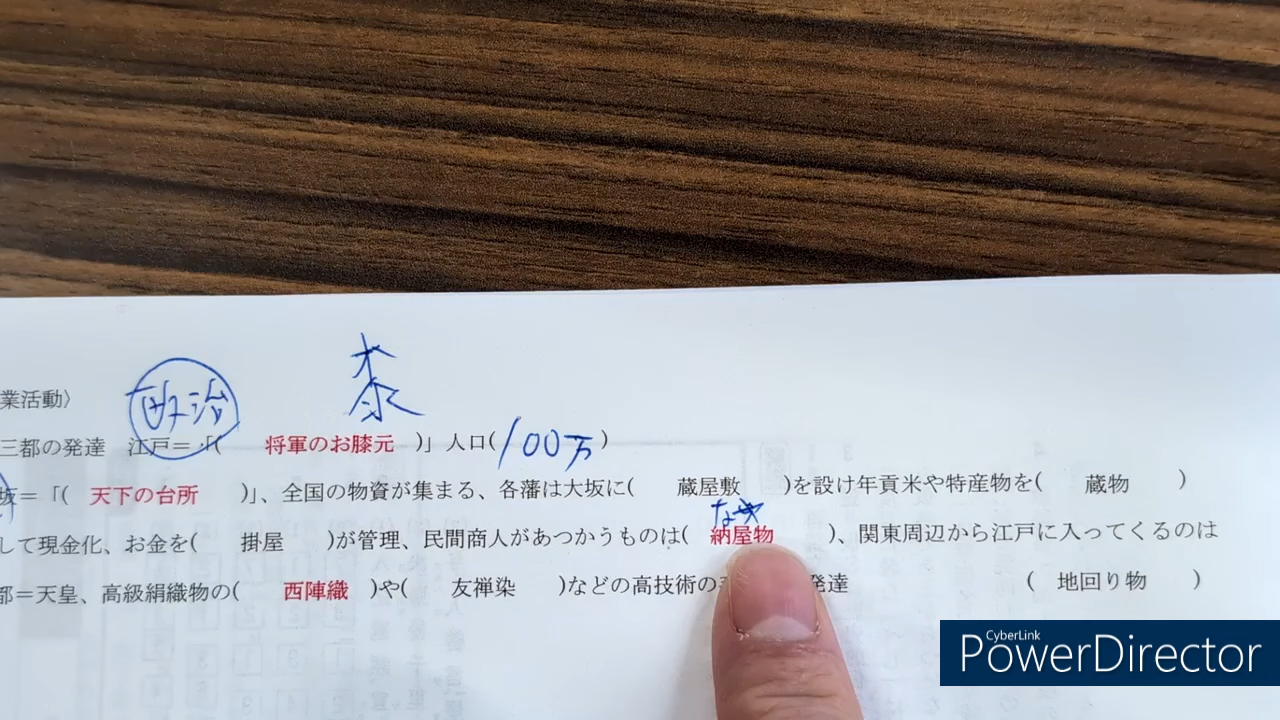 業活動〉
政治
三都の発達 江戸=「( 将軍のお膝元 )」人口(100万)
坂=「( 天下の台所 )」、全国の物資が集まる、各藩は大坂に( 蔵屋敷 )を設け年貢米や特産物を( 蔵物 )
なや
して現金化、お金を( 掛屋 )が管理、民間商人があつかうものは( 納屋物 )、関東周辺から江戸に入ってくるのは
都=天皇、高級絹織物の( 西陣織 )や( 友禅染 )などの高技術の 発達 ( 地回り物 )
CyberLink
PowerDirector